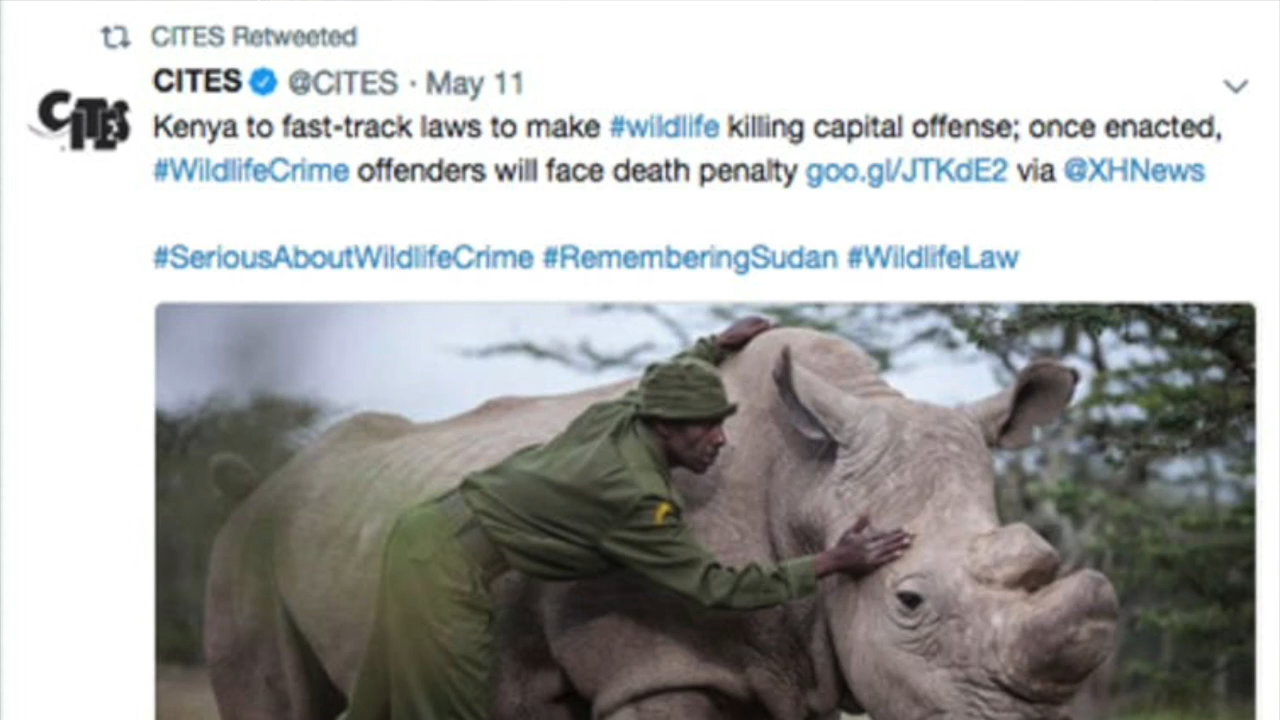 CITES Retweeted
CITES @CITES · May 11
CITES
Kenya to fast-track laws to make #wildlife killing capital offense; once enacted,
#WildlifeCrime offenders will face death penalty goo.gl/JTKdE2 via @XHNews
#SeriousAboutWildlifeCrime #RememberingSudan #WildlifeLaw